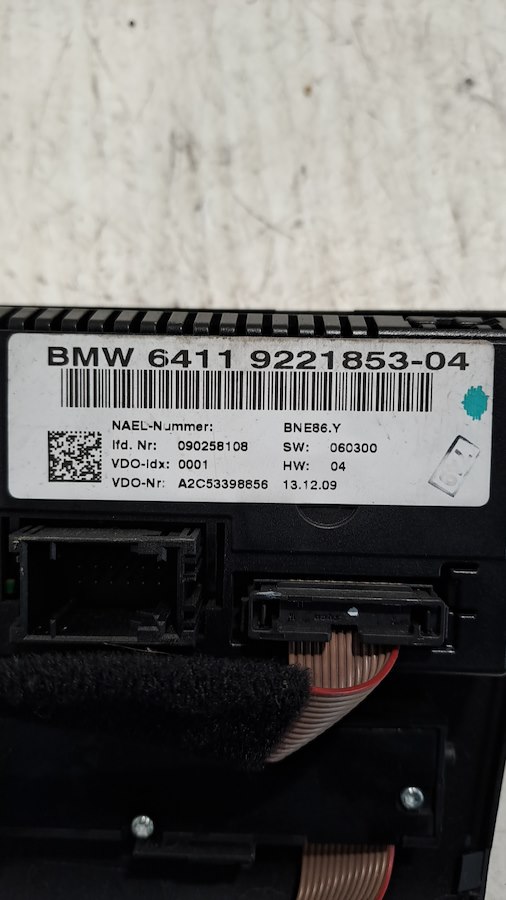 BMW 6411 9221853-04
NAEL-Nummer: BNE86.Y
lfd. Nr: 090258108 SW: 060300
VDO-Idx: 0001 HW: 04
VDO-Nr: A2C53398856 13.12.09